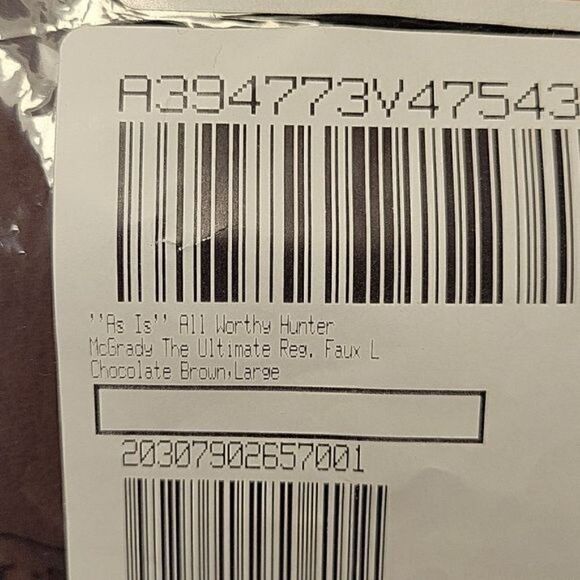 A394773V47543
''As Is'' All Worthy Hunter
McGrady The Ultimate Reg. Faux L
Chocolate Brown,Large
20307902657001